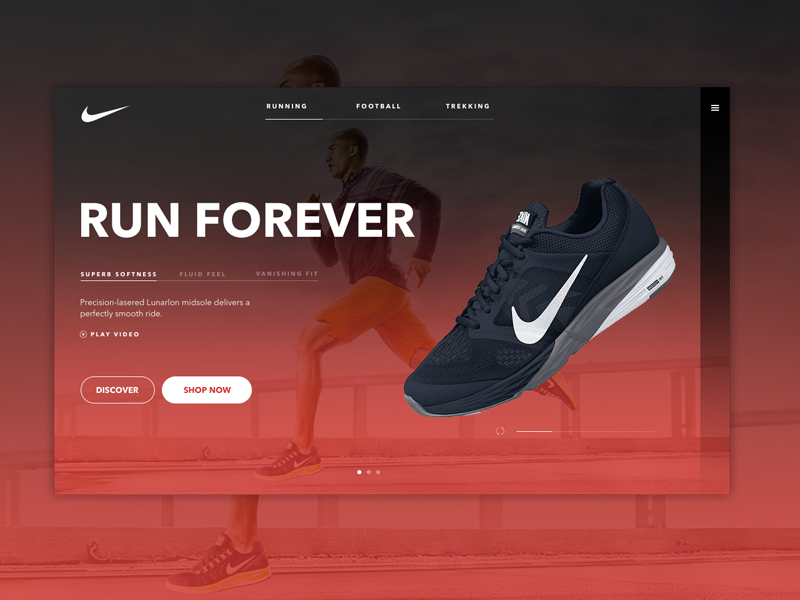 RUNNING
FOOTBALL
TREKKING
RUN FOREVER
SUPERB SOFTNESS
FLUID FEEL
VANISHING FIT
Precision-lasered Lunarlon midsole delivers a
perfectly smooth ride.
PLAY VIDEO
DISCOVER
SHOP NOW